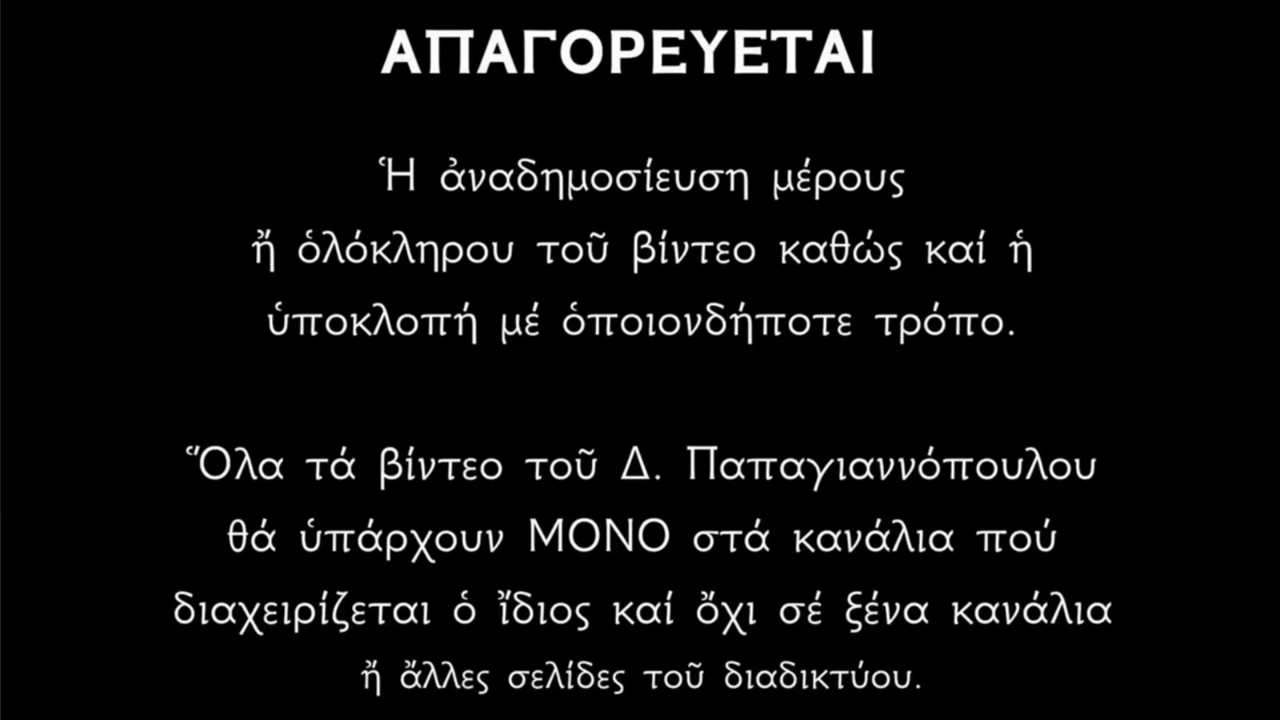 ΑΠΑΓΟΡΕΥΕΤΑΙ
Ἡ ἀναδημοσίευση μέρους
ἤ ὁλόκληρου τοῦ βίντεο καθώς καί ἡ
ὑποκλοπή μέ ὁποιονδήποτε τρόπο.
Ὅλα τά βίντεο τοῦ Δ. Παπαγιαννόπουλου
θά ὑπάρχουν ΜΟΝΟ στά κανάλια πού
διαχειρίζεται ὁ ἴδιος καί ὄχι σέ ξένα κανάλια
ἤ ἄλλες σελίδες τοῦ διαδικτύου.